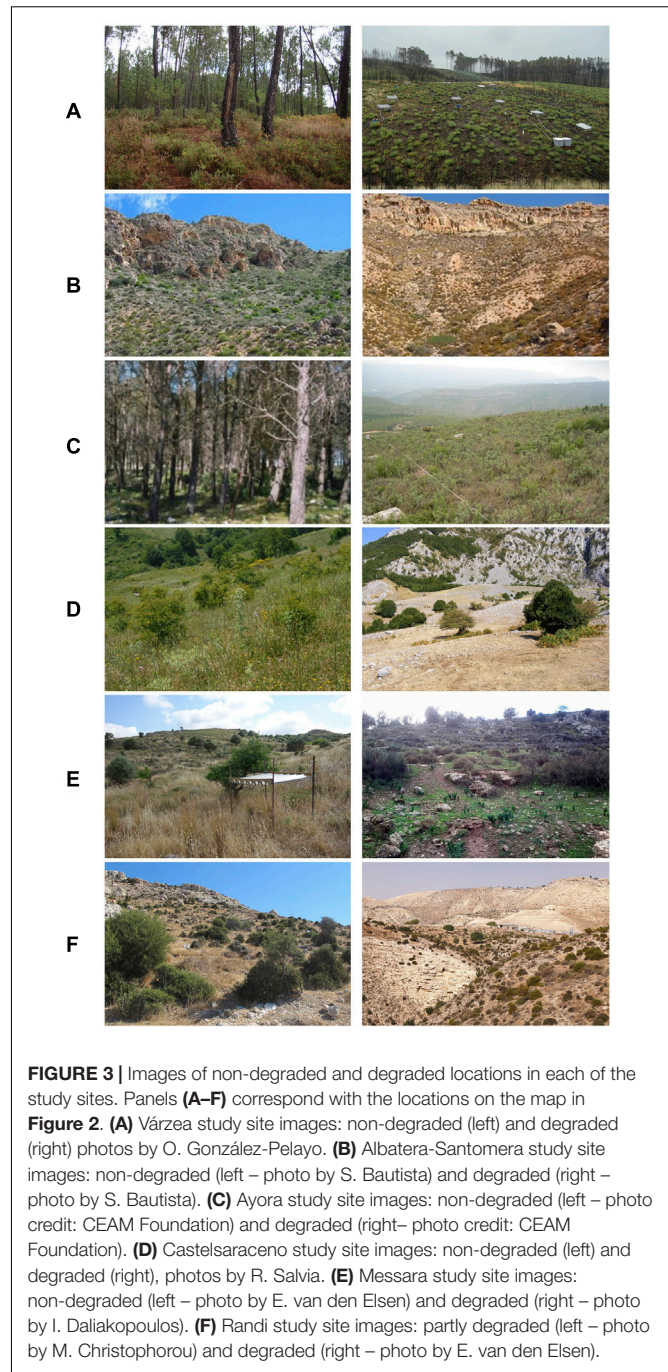 A
B
C
D
E
F
FIGURE 3 | Images of non-degraded and degraded locations in each of the
study sites. Panels (A–F) correspond with the locations on the map in
Figure 2. (A) Várzea study site images: non-degraded (left) and degraded
(right) photos by O. González-Pelayo. (B) Albatera-Santomera study site
images: non-degraded (left – photo by S. Bautista) and degraded (right –
photo by S. Bautista). (C) Ayora study site images: non-degraded (left – photo
credit: CEAM Foundation) and degraded (right– photo credit: CEAM
Foundation). (D) Castelsaraceno study site images: non-degraded (left) and
degraded (right), photos by R. Salvia. (E) Messara study site images:
non-degraded (left – photo by E. van den Elsen) and degraded (right – photo
by I. Daliakopoulos). (F) Randi study site images: partly degraded (left – photo
by M. Christophorou) and degraded (right – photo by E. van den Elsen).